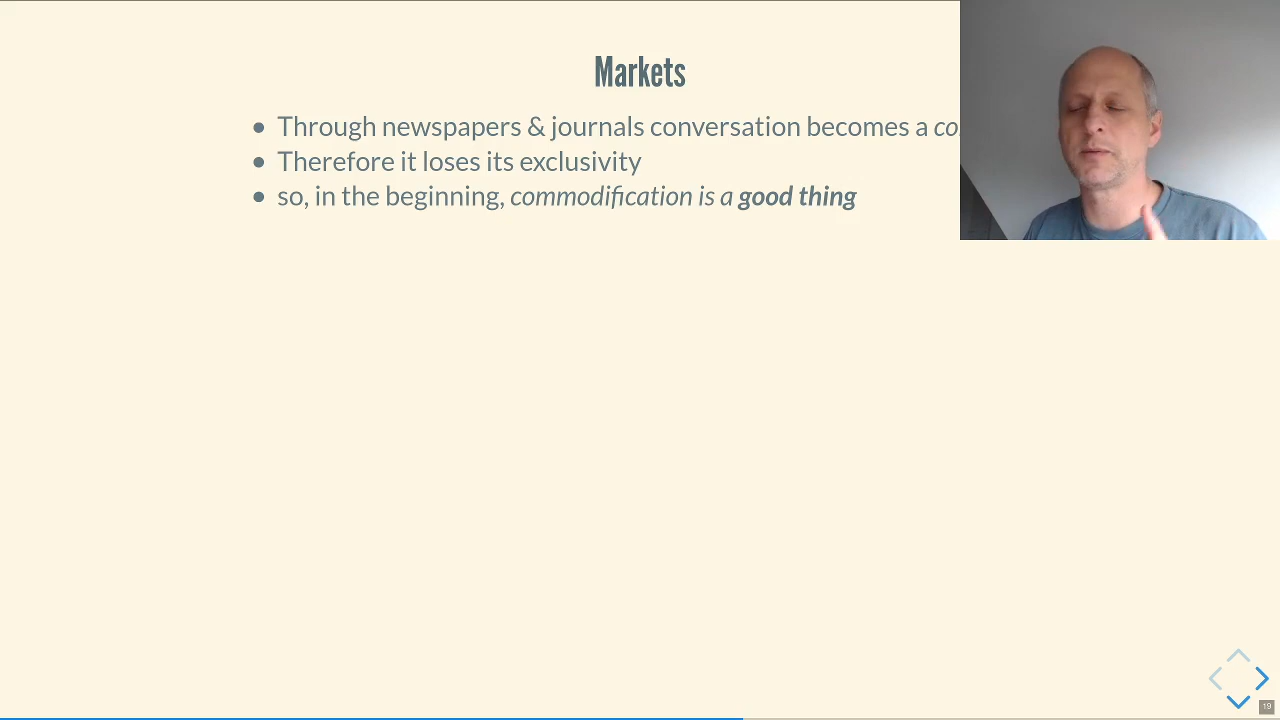 Markets
Through newspapers & journals conversation becomes a
Therefore it loses its exclusivity
so, in the beginning, commodification is a good thing
19